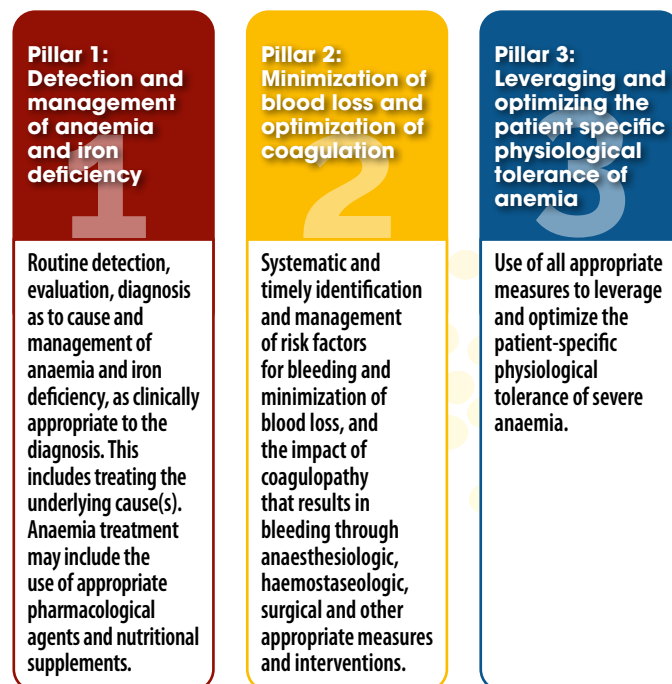 Pillar 1:
Detection and
management
of anaemia
and iron
deficiency
1
Routine detection,
evaluation, diagnosis
as to cause and
management of
anaemia and iron
deficiency, as clinically
appropriate to the
diagnosis. This
includes treating the
underlying cause(s).
Anaemia treatment
may include the
use of appropriate
pharmacological
agents and nutritional
supplements.
Pillar 2:
Minimization of
blood loss and
optimization of
coagulation
2
Systematic and
timely identification
and management
of risk factors
for bleeding and
minimization of
blood loss, and
the impact of
coagulopathy
that results in
bleeding through
anaesthesiologic,
haemostaseologic,
surgical and other
appropriate measures
and interventions.
Pillar 3:
Leveraging and
optimizing the
patient specific
physiological
tolerance of
anemia
3
Use of all appropriate
measures to leverage
and optimize the
patient-specific
physiological
tolerance of severe
anaemia.